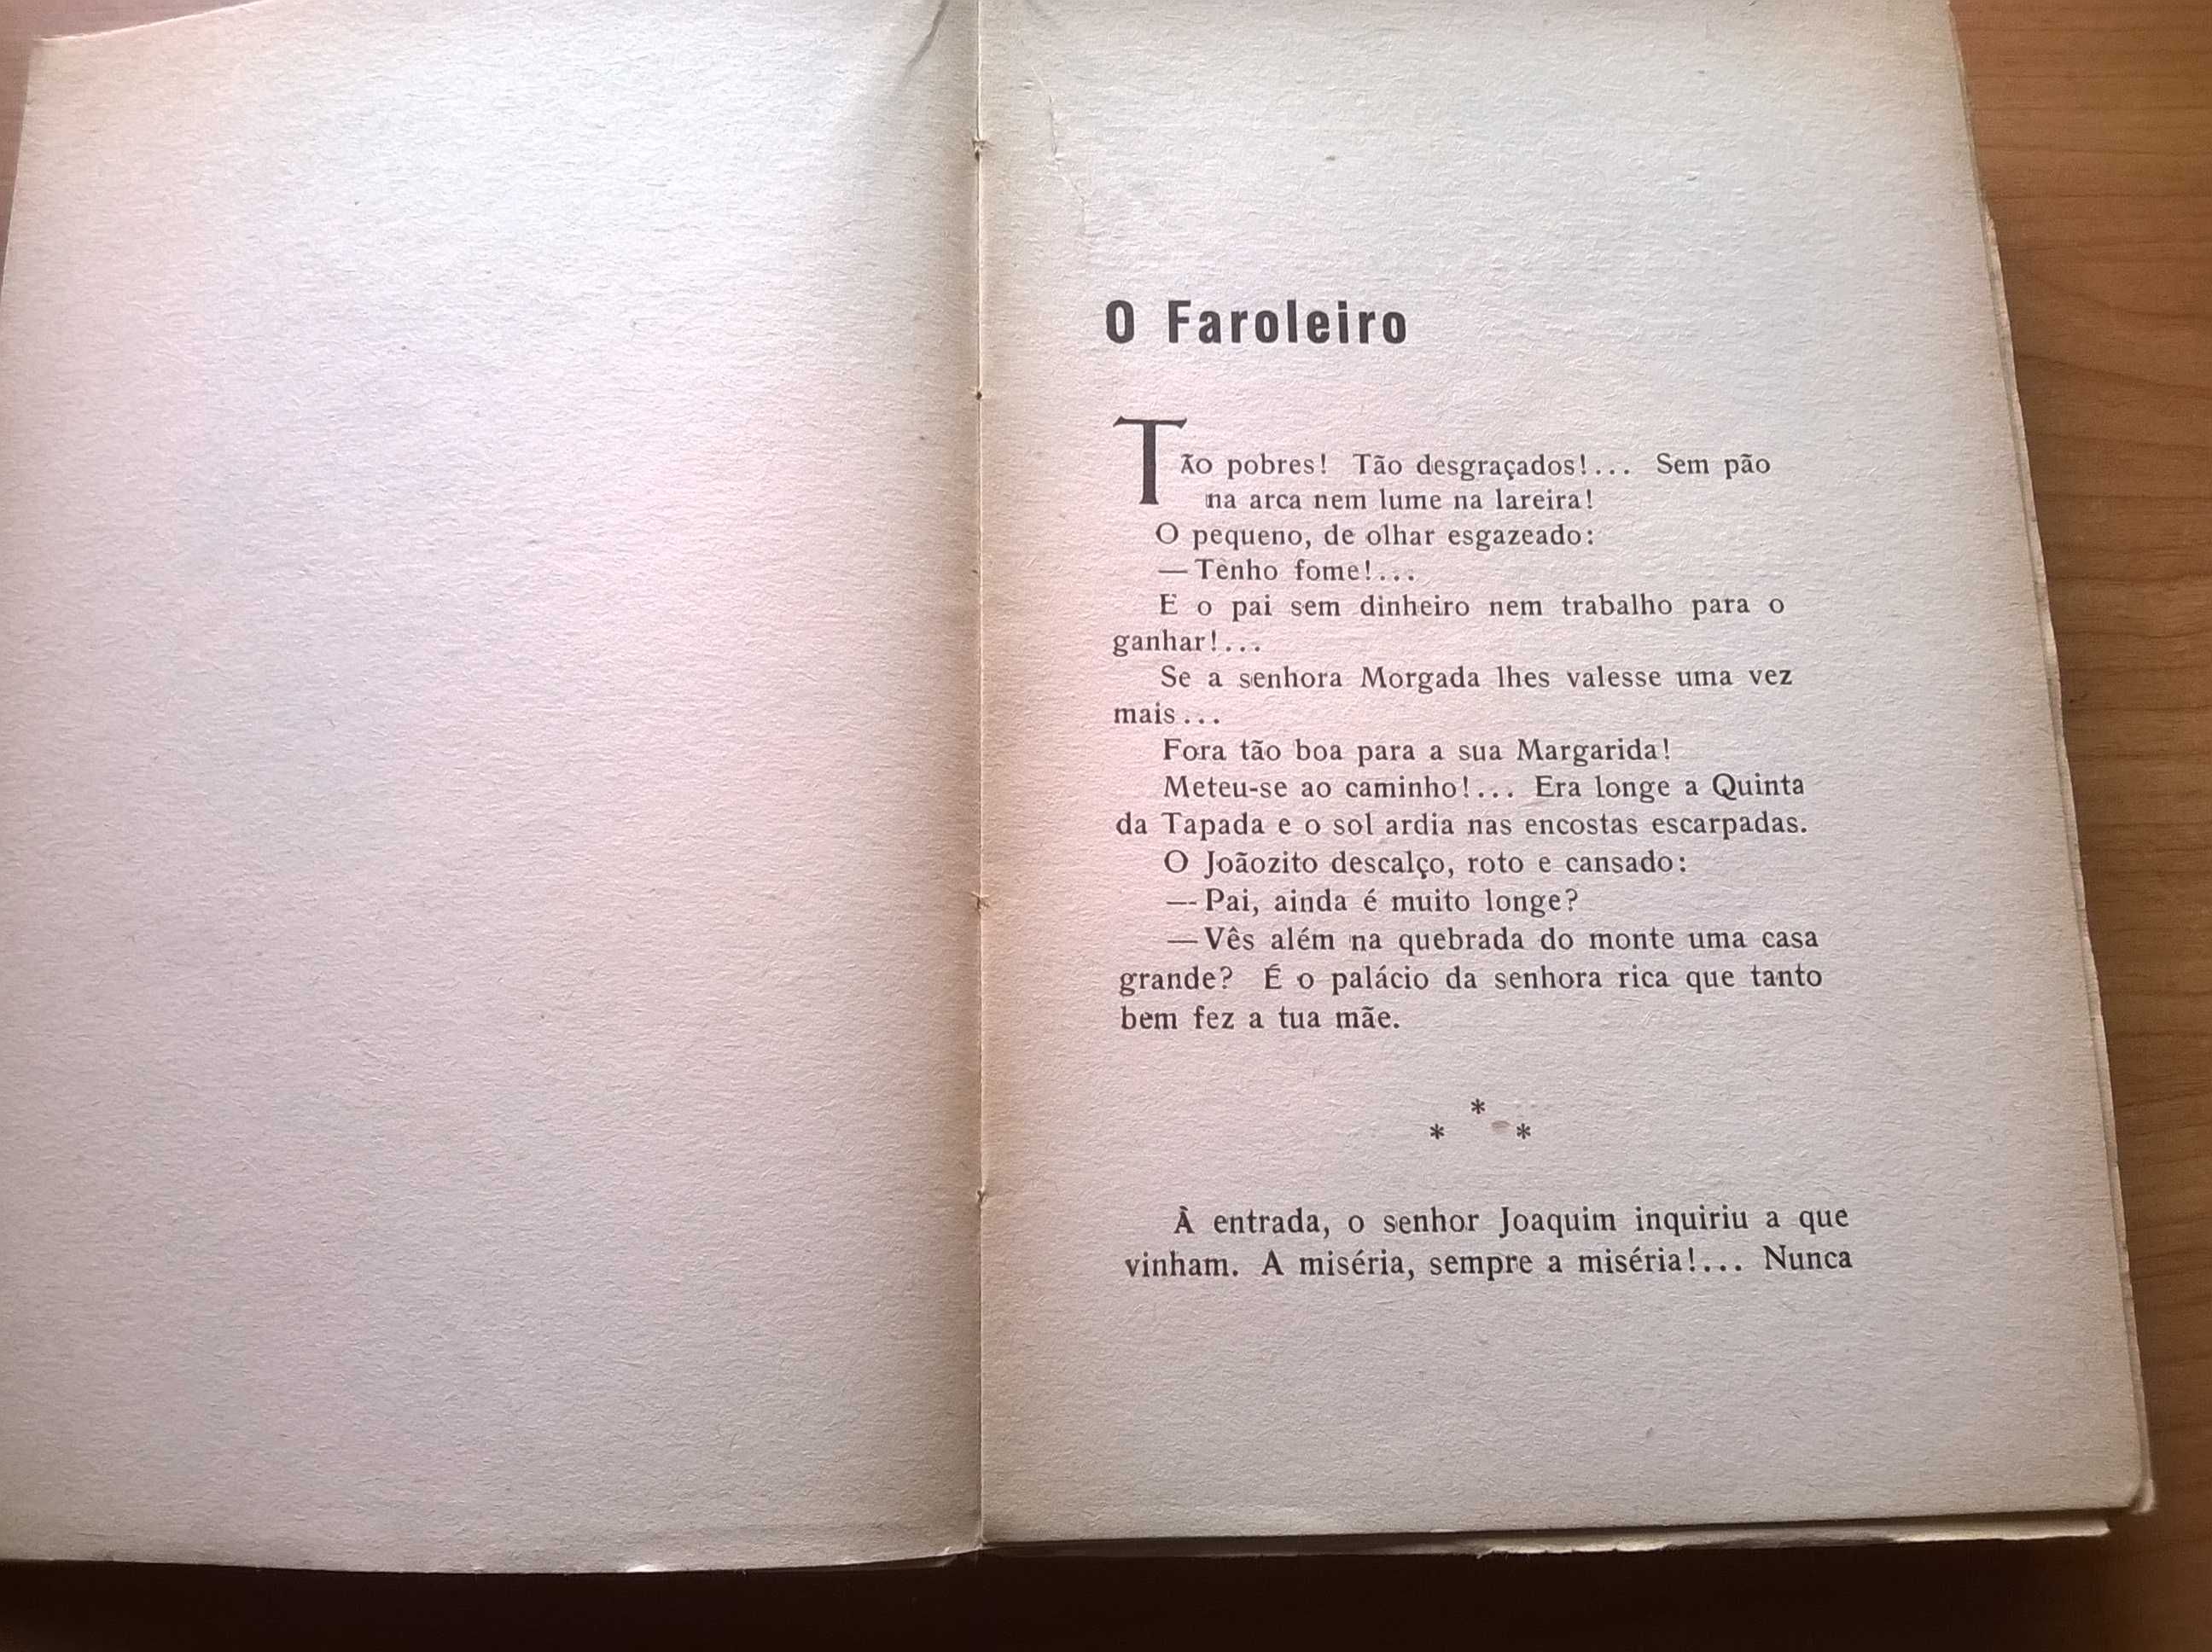 O Faroleiro
TÃO pobres! Tão desgraçados!... Sem pão
na arca nem lume na lareira!
O pequeno, de olhar esgazeado:
— Tenho fome!...
E o pai sem dinheiro nem trabalho para o
ganhar!...
Se a senhora Morgada lhes valesse uma vez
mais...
Fora tão boa para a sua Margarida!
Meteu-se ao caminho!... Era longe a Quinta
da Tapada e o sol ardia nas encostas escarpadas.
O Joãozito descalço, roto e cansado:
— Pai, ainda é muito longe?
— Vês além na quebrada do monte uma casa
grande? É o palácio da senhora rica que tanto
bem fez a tua mãe.
*
* *
À entrada, o senhor Joaquim inquiriu a que
vinham. A miséria, sempre a miséria!... Nunca